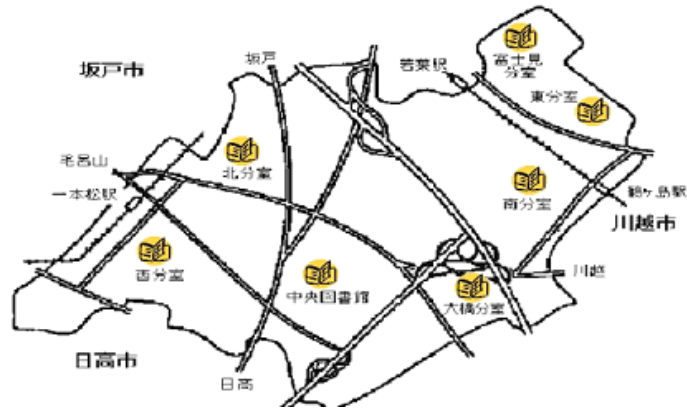 富士見
分室
坂戸
若葉駅
坂戸市
東分室
毛呂山
北分室
一本松駅
南分室
鶴ヶ島駅
川越市
西分室
中央図書館
川越
大橋分室
日高市
日高